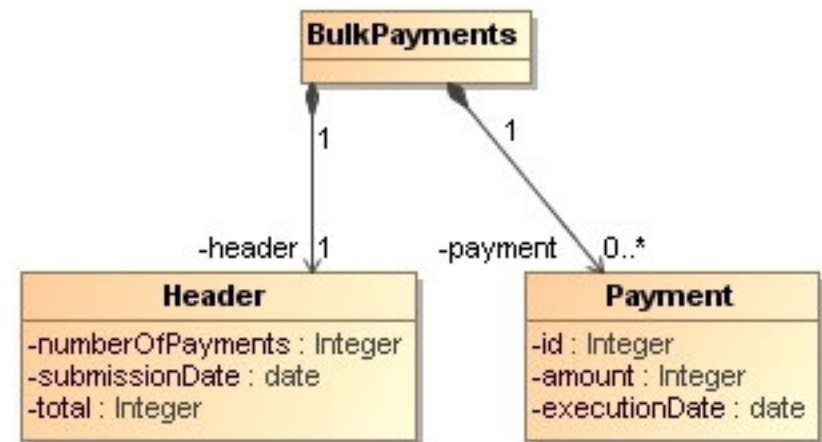 BulkPayments
1
1
-header 1
-payment 0..*
Header
-numberOfPayments : Integer
-submissionDate : date
-total : Integer
Payment
-id : Integer
-amount : Integer
-executionDate : date